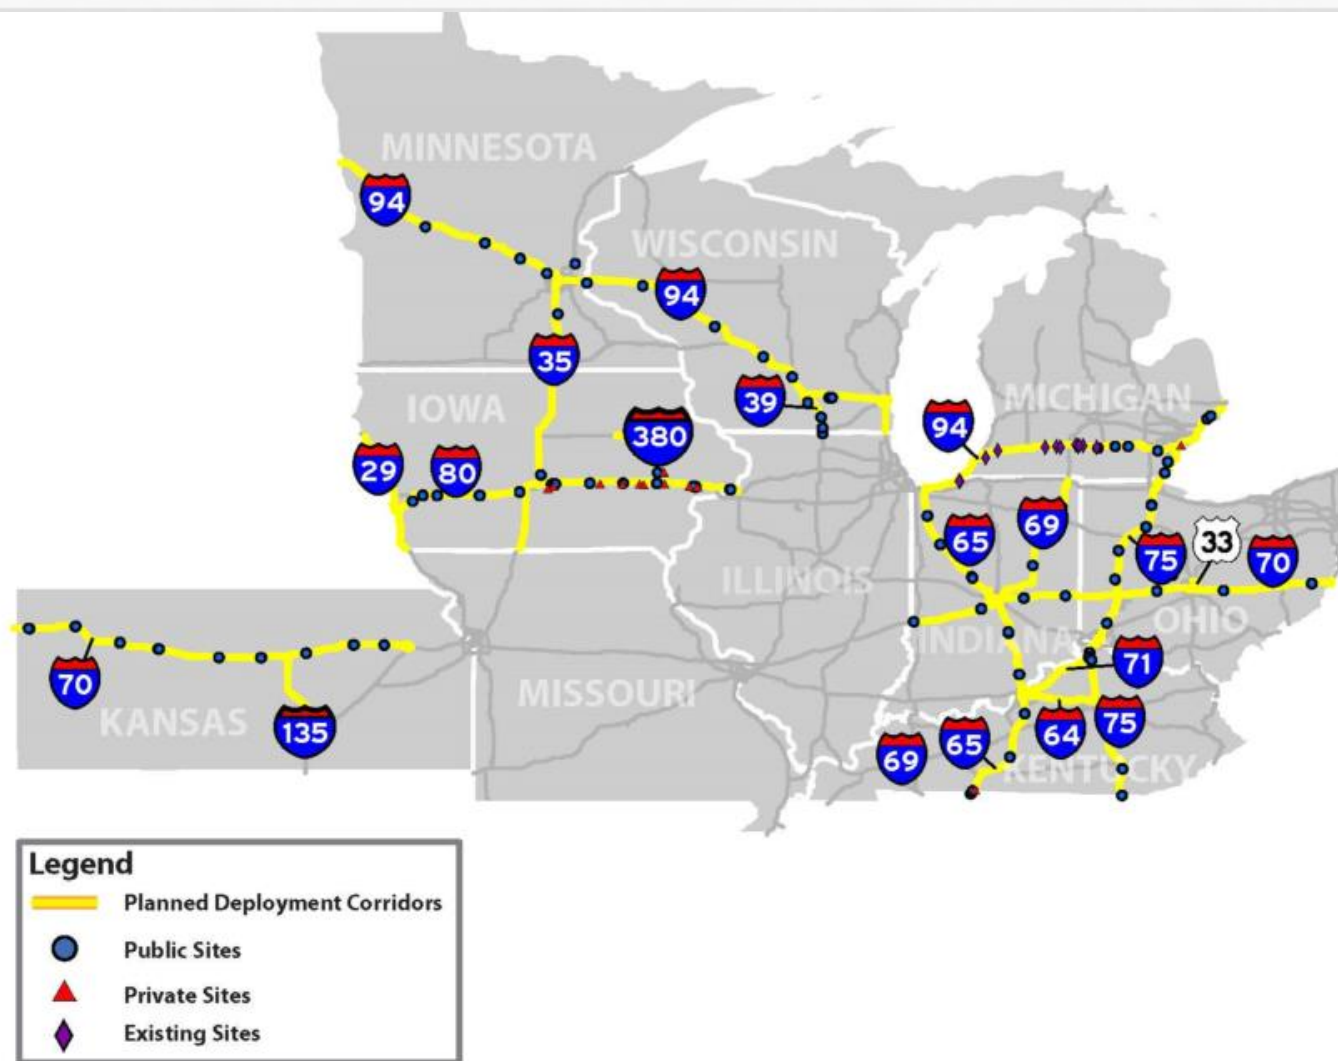 MINNESOTA
94
WISCONSIN
94
35
39
IOWA
380
MICHIGAN
94
29
80
69
65
75
33
70
ILLINOIS
INDIANA
OHIO
71
70
KANSAS
135
MISSOURI
69
65
64
75
KENTUCKY
Legend
Planned Deployment Corridors
Public Sites
Private Sites
Existing Sites